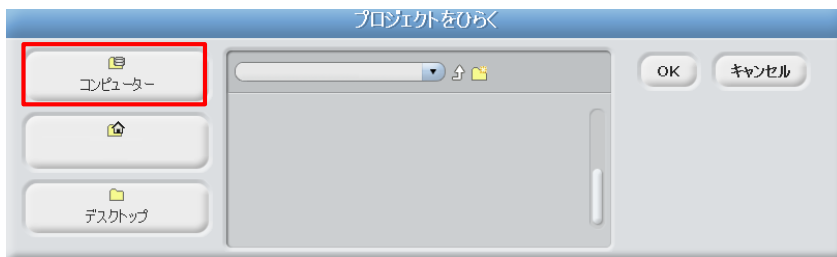 プロジェクトをひらく
コンピューター
OK
キャンセル
デスクトップ